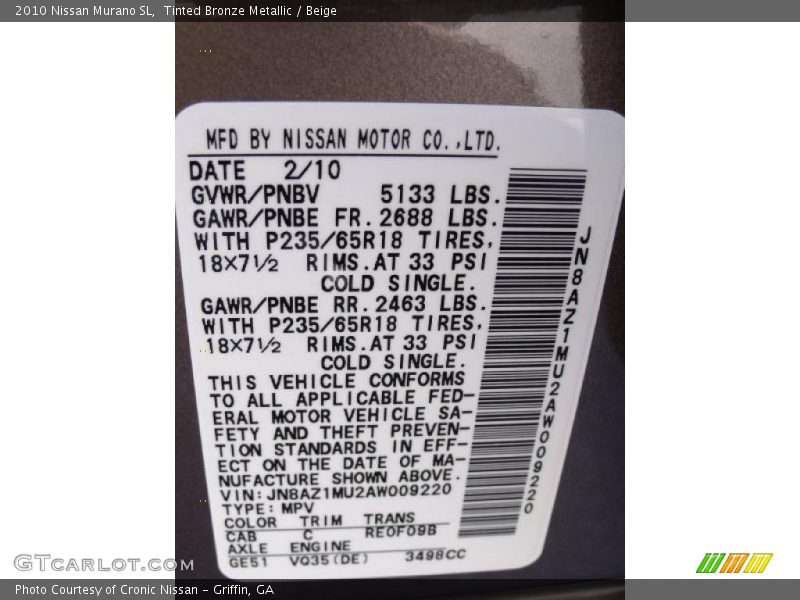 2010 Nissan Murano SL, Tinted Bronze Metallic / Beige
MFD BY NISSAN MOTOR CO.,LTD.
DATE 2/10
GVWR/PNBV 5133 LBS.
GAWR/PNBE FR. 2688 LBS.
WITH P235/65R18 TIRES,
18×7½ RIMS.AT 33 PSI
COLD SINGLE.
GAWR/PNBE RR. 2463 LBS.
WITH P235/65R18 TIRES,
18×7½ RIMS.AT 33 PSI
COLD SINGLE.
THIS VEHICLE CONFORMS
TO ALL APPLICABLE FED-
ERAL MOTOR VEHICLE SA-
FETY AND THEFT PREVEN-
TION STANDARDS IN EFF-
ECT ON THE DATE OF MA-
NUFACTURE SHOWN ABOVE.
VIN:JN8AZ1MU2AW009220
TYPE: MPV
COLOR TRIM TRANS
CAB C RE0F09B
AXLE ENGINE
GE51 VQ35(DE) 3498CC
JN8AZ1MU2AW009220
GTCarLot.com
Photo Courtesy of Cronic Nissan - Griffin, GA